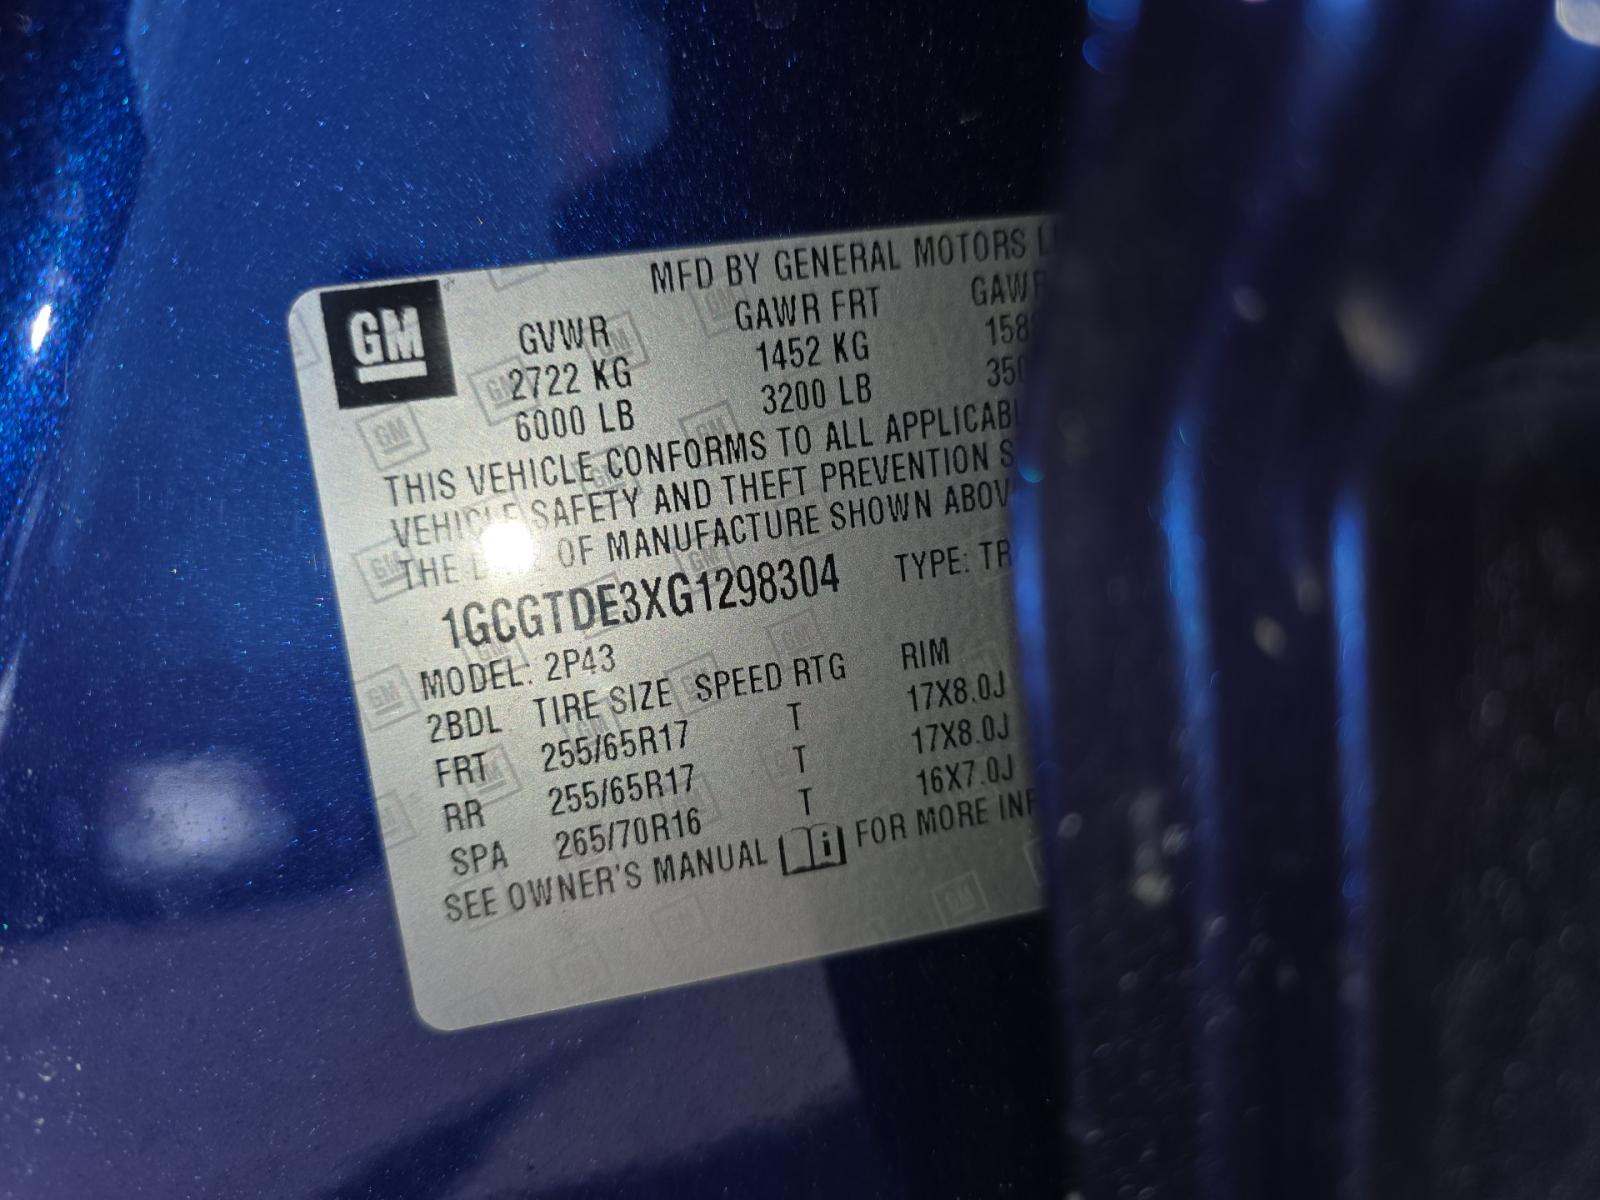 GM
MFD BY GENERAL MOTORS
GVWR GAWR FRT
2722 KG 1452 KG
6000 LB 3200 LB
THIS VEHICLE CONFORMS TO ALL
VEHICLE SAFETY AND THEFT PREVENTION
THE OF MANUFACTURE SHOWN
1GCGTDE3XG1298304 TYPE:
MODEL: 2P43
2BDL TIRE SIZE SPEED RTG RIM
FRT 255/65R17 T 17X8.0J
RR 255/65R17 T 17X8.0J
SPA 265/70R16 T 16X7.0J
SEE OWNER'S MANUAL FOR MORE